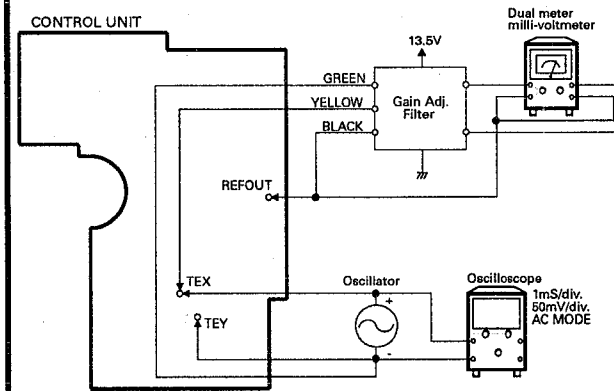 CONTROL UNIT
Dual meter
milli-voltmeter
13.5V
GREEN
YELLOW
BLACK
Gain Adj.
Filter
REFOUT
TEX
TEY
Oscillator
+
-
Oscilloscope
1mS/div.
50mV/div.
AC MODE